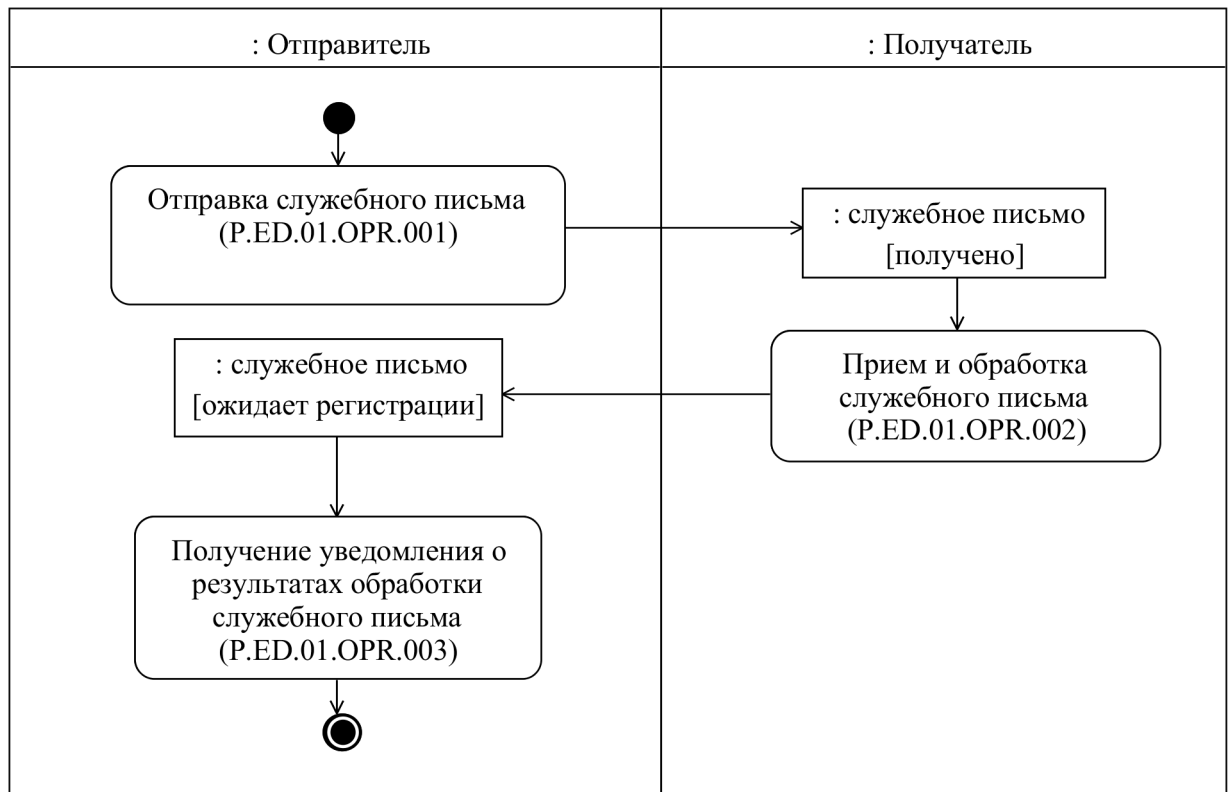 : Отправитель
: Получатель
Отправка служебного письма
(P.ED.01.OPR.001)
: служебное письмо
[получено]
Прием и обработка
служебного письма
(P.ED.01.OPR.002)
: служебное письмо
[ожидает регистрации]
Получение уведомления о
результатах обработки
служебного письма
(P.ED.01.OPR.003)